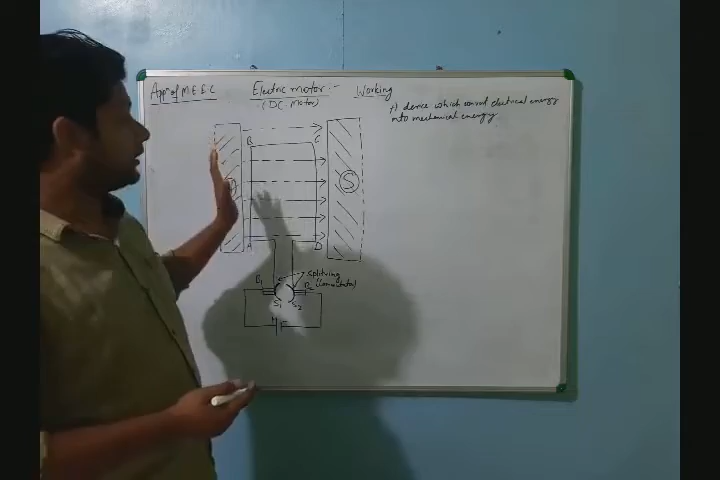 App of M E E C
Electric motor :-
(DC. Motor)
Working
device which convert electrical energy
into mechanical energy.
B
C
S
A
D
splitring
(commutator)
B1
B2
S1
S2